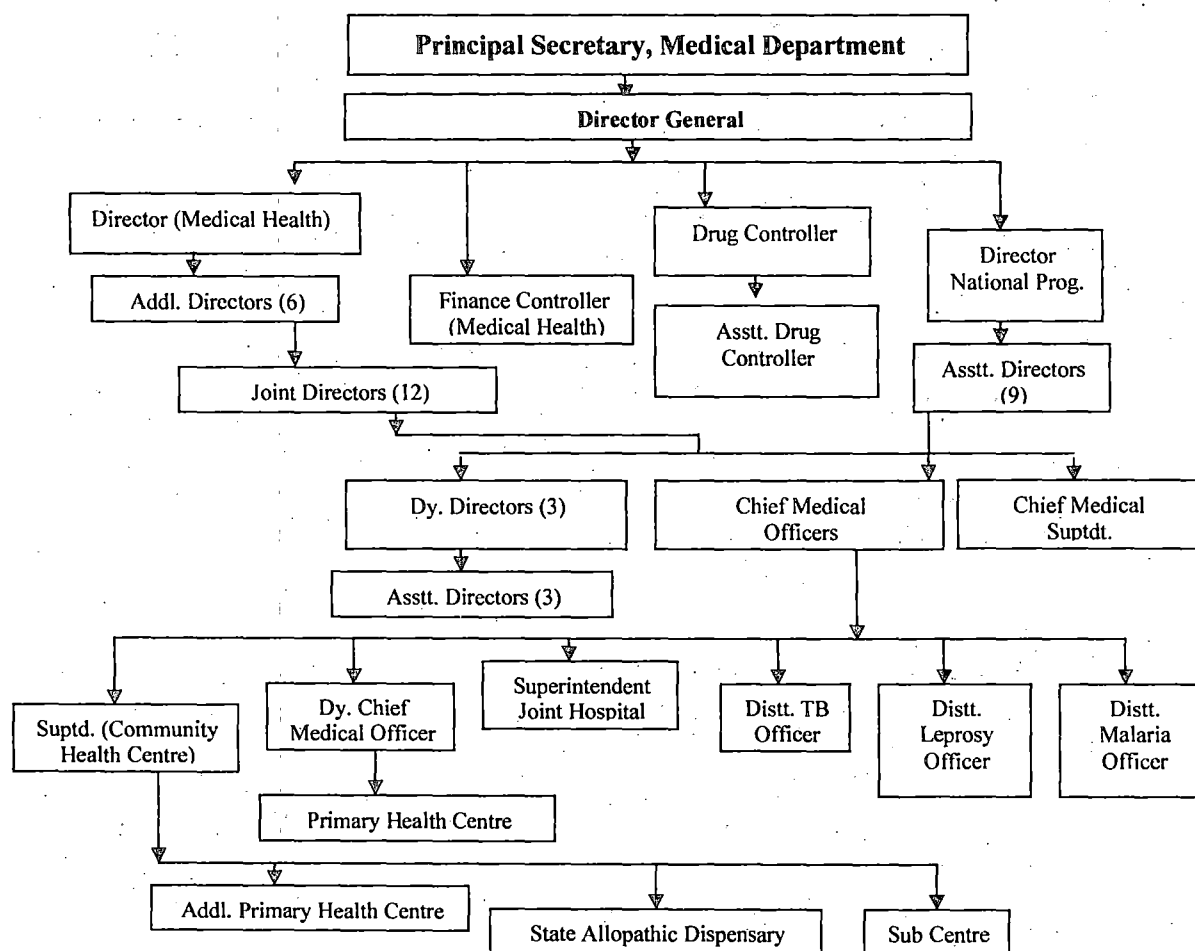 Principal Secretary, Medical Department
Director General
Director (Medical Health)
Addl. Directors (6)
Joint Directors (12)
Finance Controller
(Medical Health)
Drug Controller
Asstt. Drug
Controller
Director
National Prog.
Asstt. Directors
(9)
Dy. Directors (3)
Asstt. Directors (3)
Chief Medical
Officers
Chief Medical
Suptdt.
Suptd. (Community
Health Centre)
Dy. Chief
Medical Officer
Primary Health Centre
Superintendent
Joint Hospital
Distt. TB
Officer
Distt.
Leprosy
Officer
Distt.
Malaria
Officer
Addl. Primary Health Centre
State Allopathic Dispensary
Sub Centre